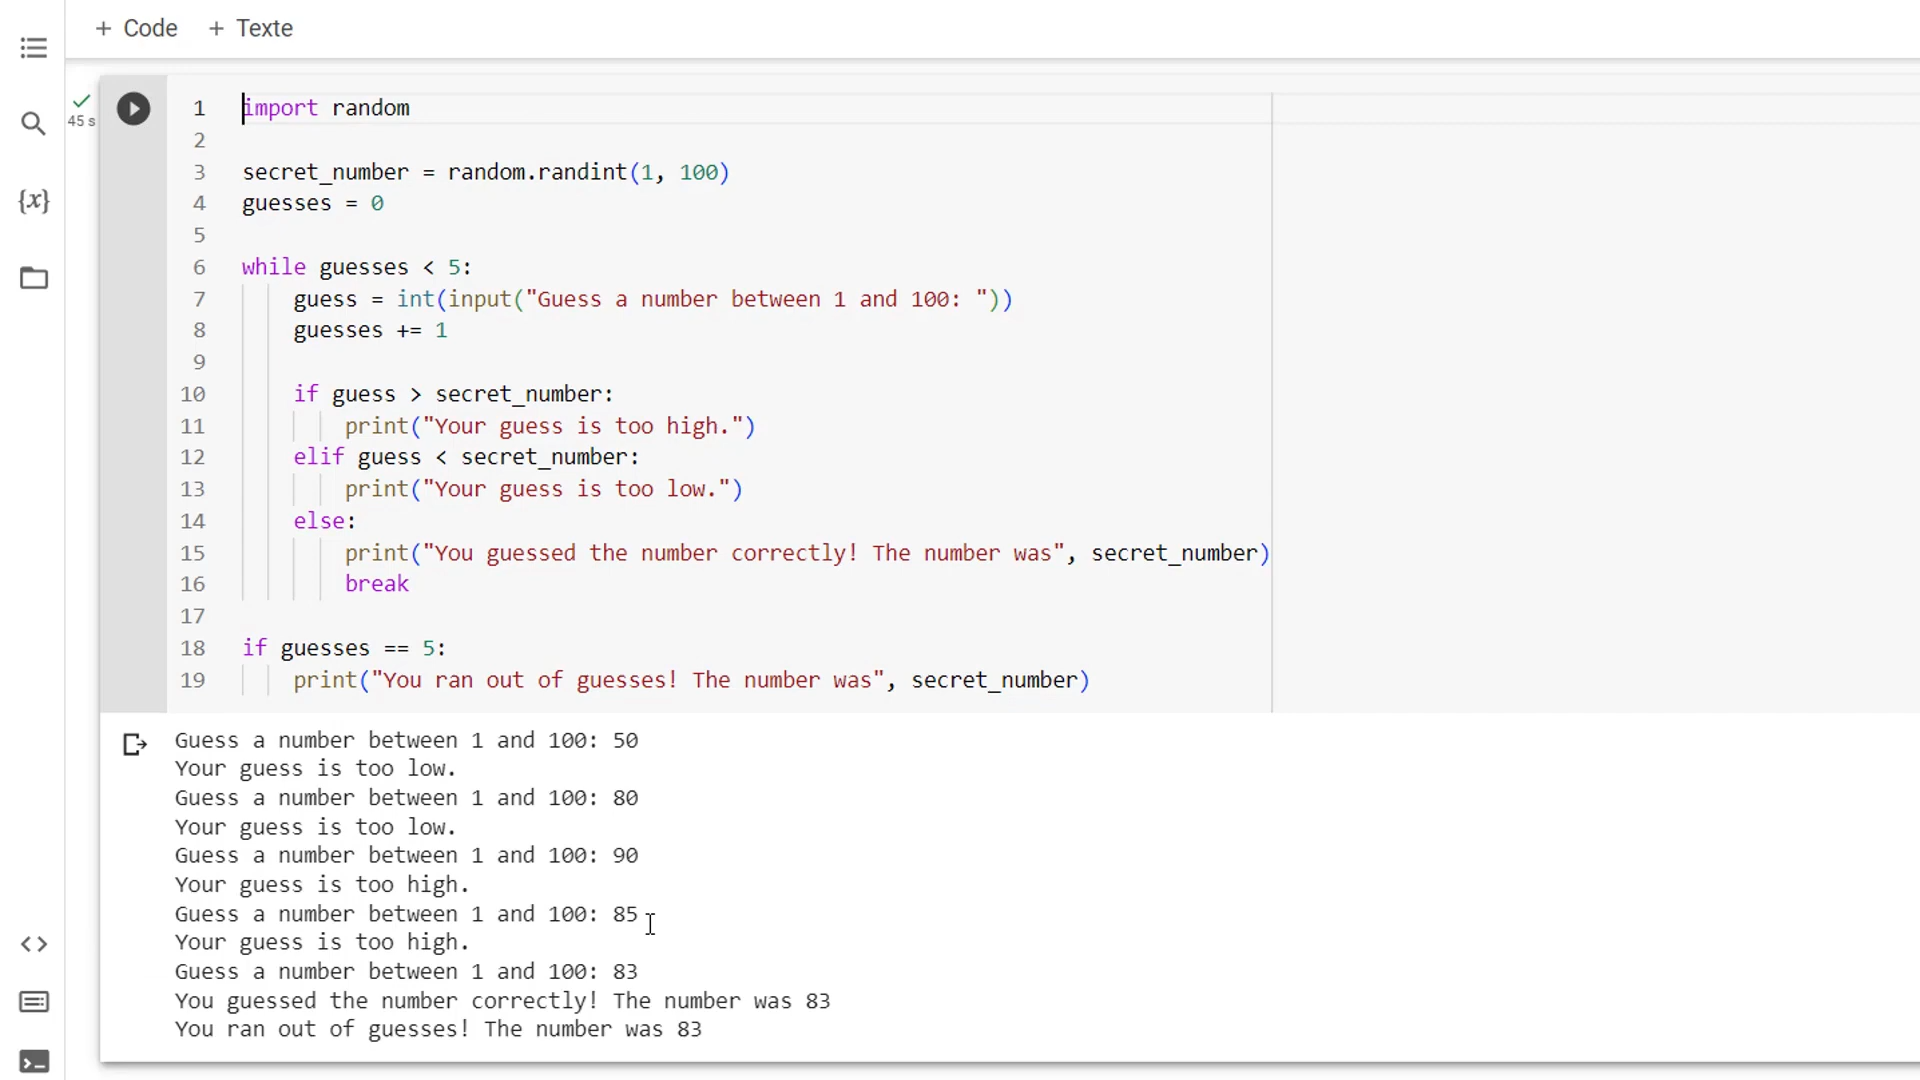 + Code + Texte
45 s
1 import random
2
3 secret_number = random.randint(1, 100)
4 guesses = 0
5
6 while guesses < 5:
7     guess = int(input("Guess a number between 1 and 100: "))
8     guesses += 1
9
10     if guess > secret_number:
11         print("Your guess is too high.")
12     elif guess < secret_number:
13         print("Your guess is too low.")
14     else:
15         print("You guessed the number correctly! The number was", secret_number)
16         break
17
18 if guesses == 5:
19     print("You ran out of guesses! The number was", secret_number)
{x}
Guess a number between 1 and 100: 50
Your guess is too low.
Guess a number between 1 and 100: 80
Your guess is too low.
Guess a number between 1 and 100: 90
Your guess is too high.
Guess a number between 1 and 100: 85
Your guess is too high.
Guess a number between 1 and 100: 83
You guessed the number correctly! The number was 83
You ran out of guesses! The number was 83